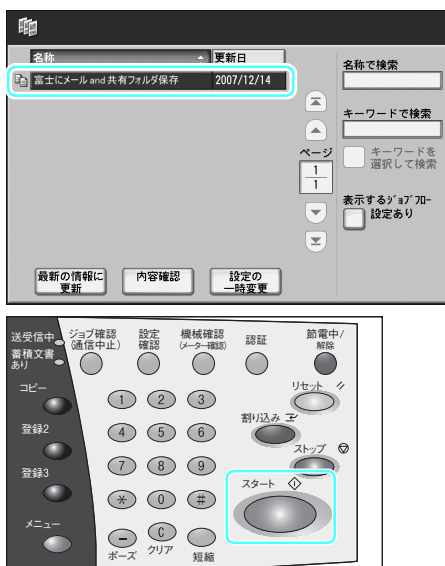 名称
更新日
富士にメール and 共有フォルダ保存
2007/12/14
名称で検索
キーワードで検索
キーワードを
選択して検索
ページ
1
1
表示するジョブフロー
設定あり
最新の情報に
更新
内容確認
設定の
一時変更
送受信中
蓄積文書
あり
ジョブ確認
(通信中止)
設定
確認
機械確認
(メーター確認)
認証
節電中/
解除
コピー
登録2
登録3
メニュー
1
2
3
4
5
6
7
8
9
*
0
#
C
ポーズ
クリア
短縮
リセット
割り込み
ストップ
スタート